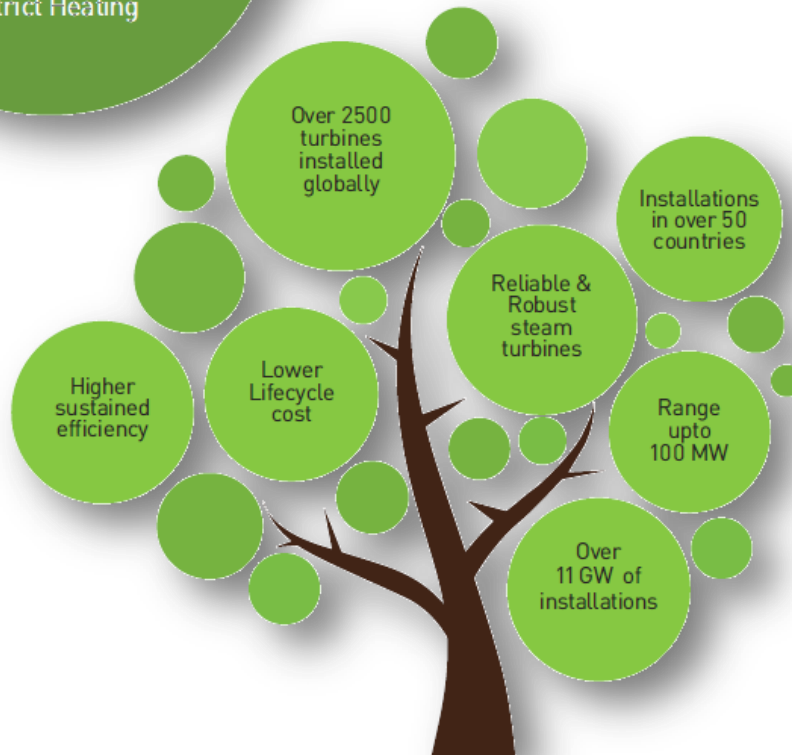 Heating
Over 2500
turbines
installed
globally
Installations
in over 50
countries
Reliable &
Robust
steam
turbines
Lower
Lifecycle
cost
Higher
sustained
efficiency
Range
upto
100 MW
Over
11 GW of
installations